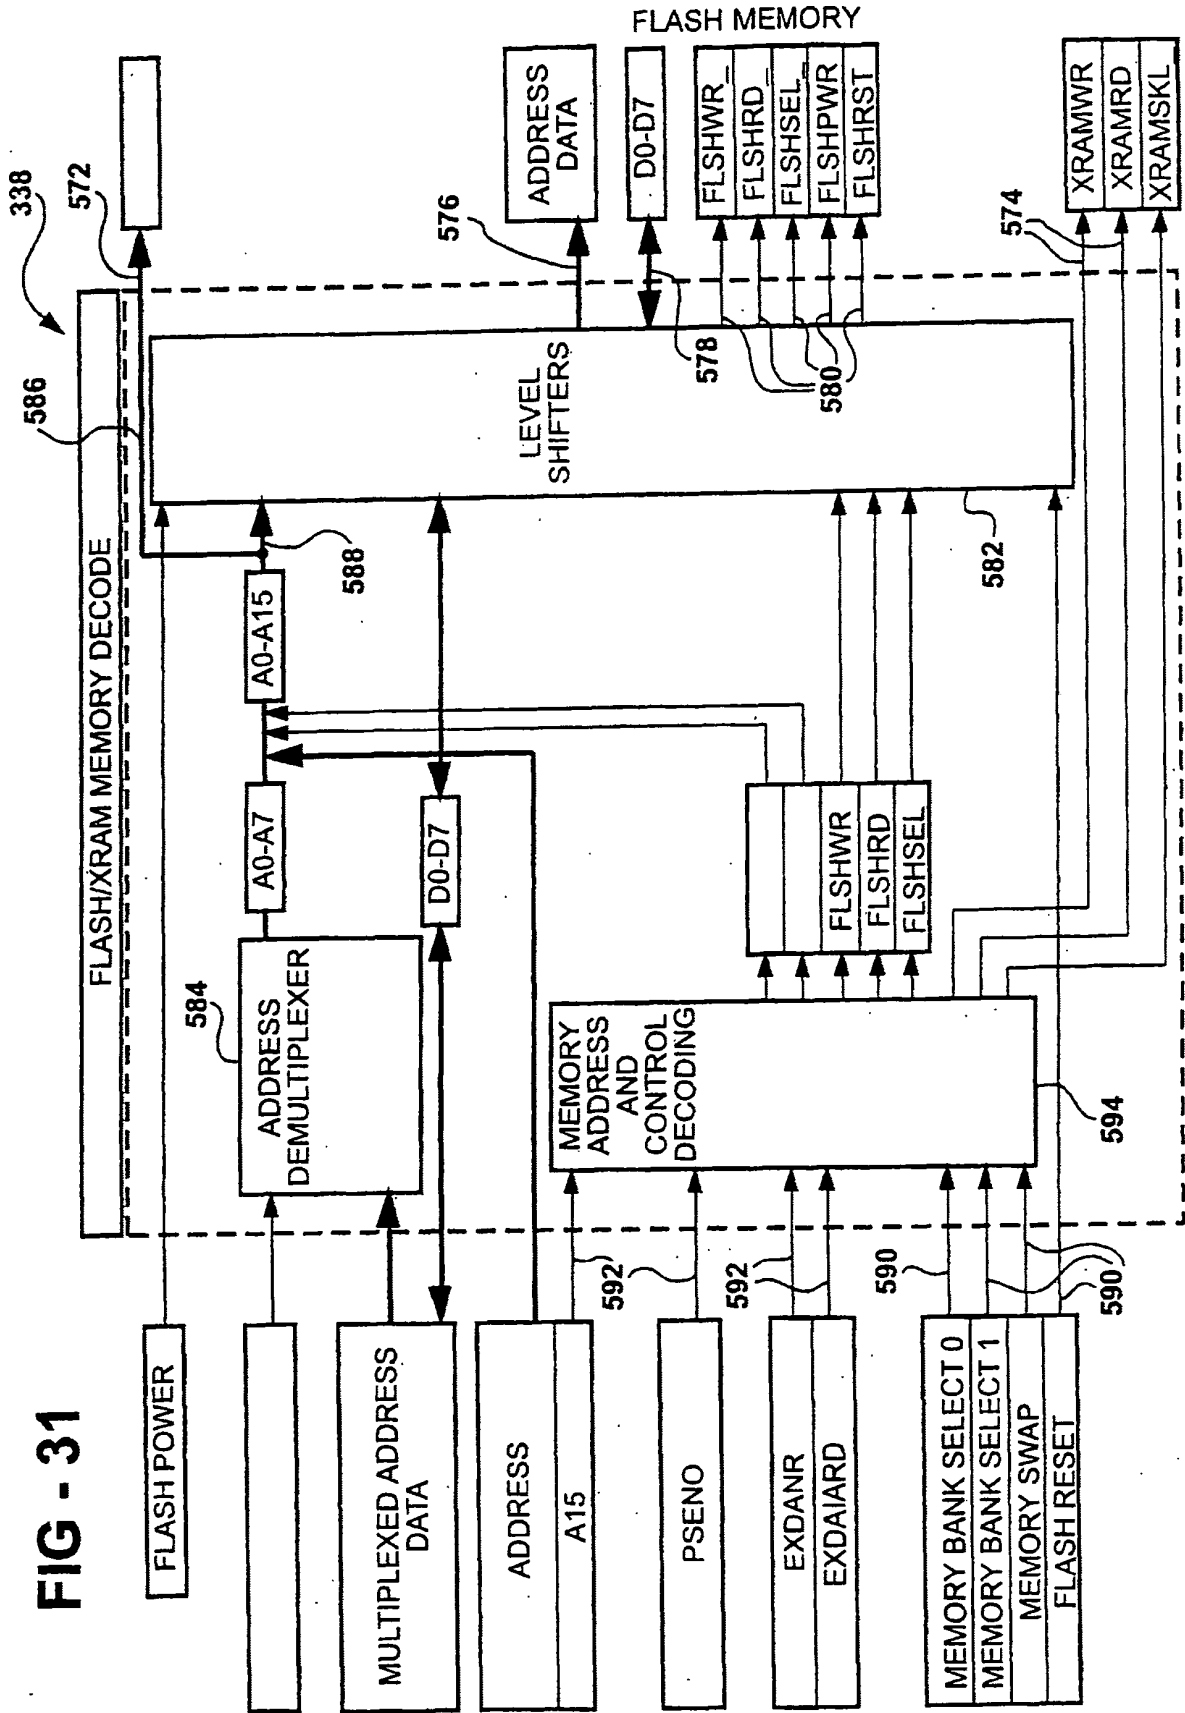 FIG - 31
338
FLASH/XRAM MEMORY DECODE
586
572
FLASH POWER
584
ADDRESS
DEMULTIPLEXER
A0-A7
A0-A15
588
MULTIPLEXED ADDRESS
DATA
D0-D7
LEVEL
SHIFTERS
582
576
ADDRESS
DATA
578
D0-D7
FLASH MEMORY
580
FLSHWR_
FLSHRD_
FLSHSEL_
FLSHPWR
FLSHRST
ADDRESS
A15
592
PSENO
592
EXDANR
EXDAIARD
MEMORY
ADDRESS
AND
CONTROL
DECODING
594
FLSHWR
FLSHRD
FLSHSEL
590
MEMORY BANK SELECT 0
MEMORY BANK SELECT 1
MEMORY SWAP
FLASH RESET
590
574
XRAMWR
XRAMRD
XRAMSKL_